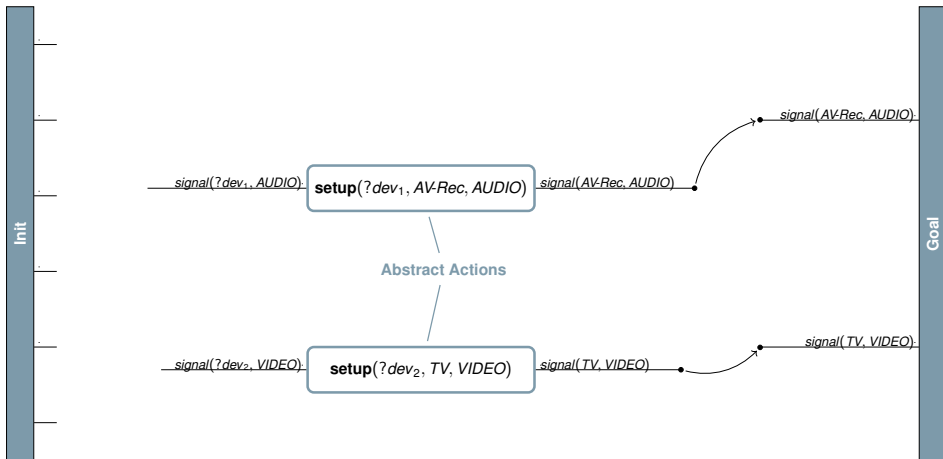 Init
signal(AV-Rec, AUDIO)
signal(?dev₁, AUDIO)
setup(?dev₁, AV-Rec, AUDIO)
signal(AV-Rec, AUDIO)
Goal
Abstract Actions
signal(TV, VIDEO)
signal(?dev₂, VIDEO)
setup(?dev₂, TV, VIDEO)
signal(TV, VIDEO)